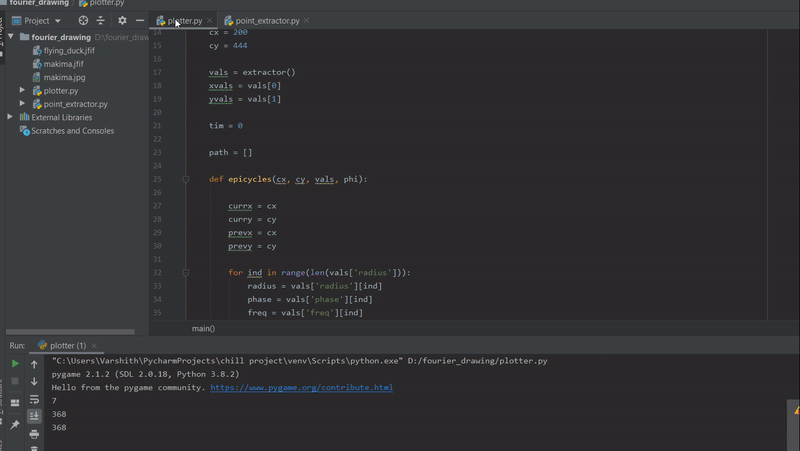 fourier_drawing plotter.py
Project
plotter.py
point_extractor.py
fourier_drawing D:\fourier_draw
flying_duck.jfif
makima.jfif
makima.jpg
plotter.py
point_extractor.py
External Libraries
Scratches and Consoles
14 cx = 200
15 cy = 444
16
17 vals = extractor()
18 xvals = vals[0]
19 yvals = vals[1]
20
21 tim = 0
22
23 path = []
24
25 def epicycles(cx, cy, vals, phi):
26
27 currx = cx
28 curry = cy
29 prevx = cx
30 prevy = cy
31
32 for ind in range(len(vals['radius'])):
33 radius = vals['radius'][ind]
34 phase = vals['phase'][ind]
35 freq = vals['freq'][ind]
main()
Run: plotter (1)
"C:\Users\Varshith\PycharmProjects\chill project\venv\Scripts\python.exe" D:/fourier_drawing/plotter.py
pygame 2.1.2 (SDL 2.0.18, Python 3.8.2)
Hello from the pygame community. https://www.pygame.org/contribute.html
7
368
368